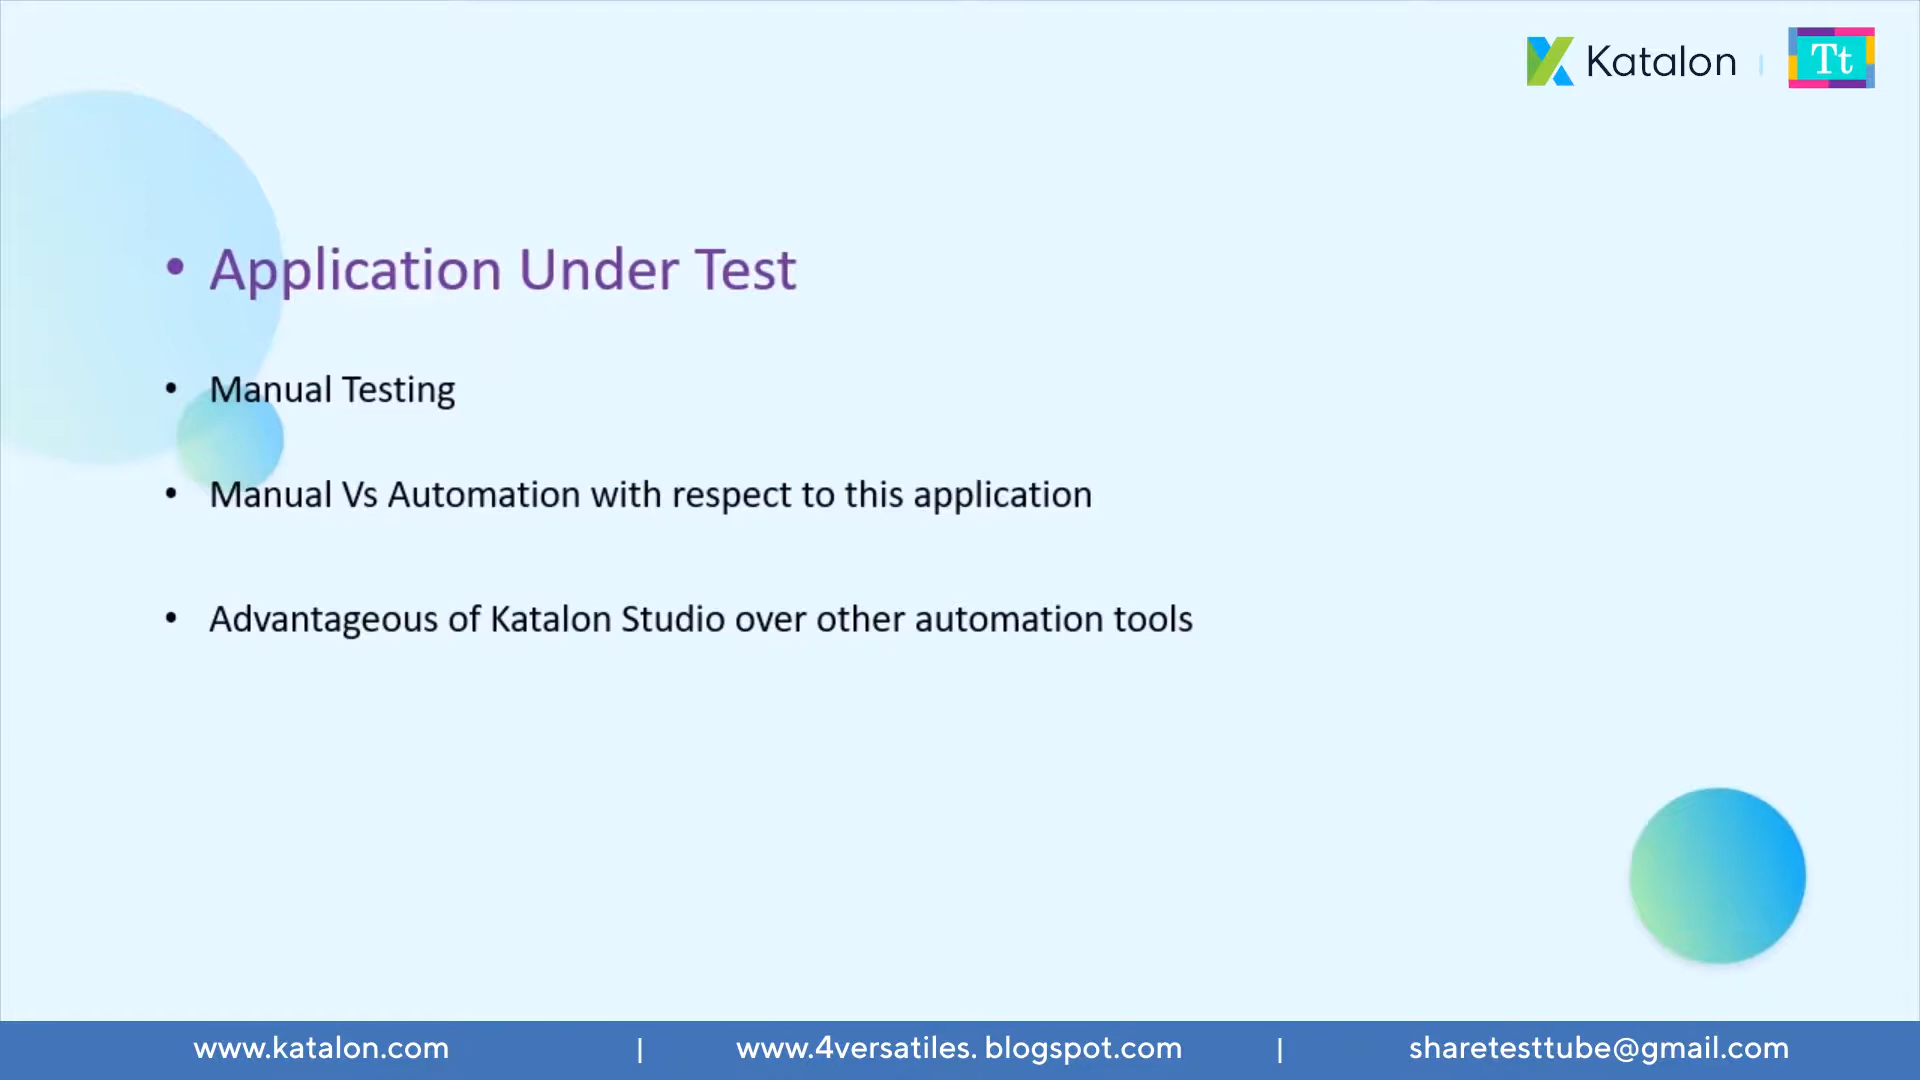 Katalon | Tt
• Application Under Test
• Manual Testing
• Manual Vs Automation with respect to this application
• Advantageous of Katalon Studio over other automation tools
www.katalon.com | www.4versatiles. blogspot.com | sharetesttube@gmail.com